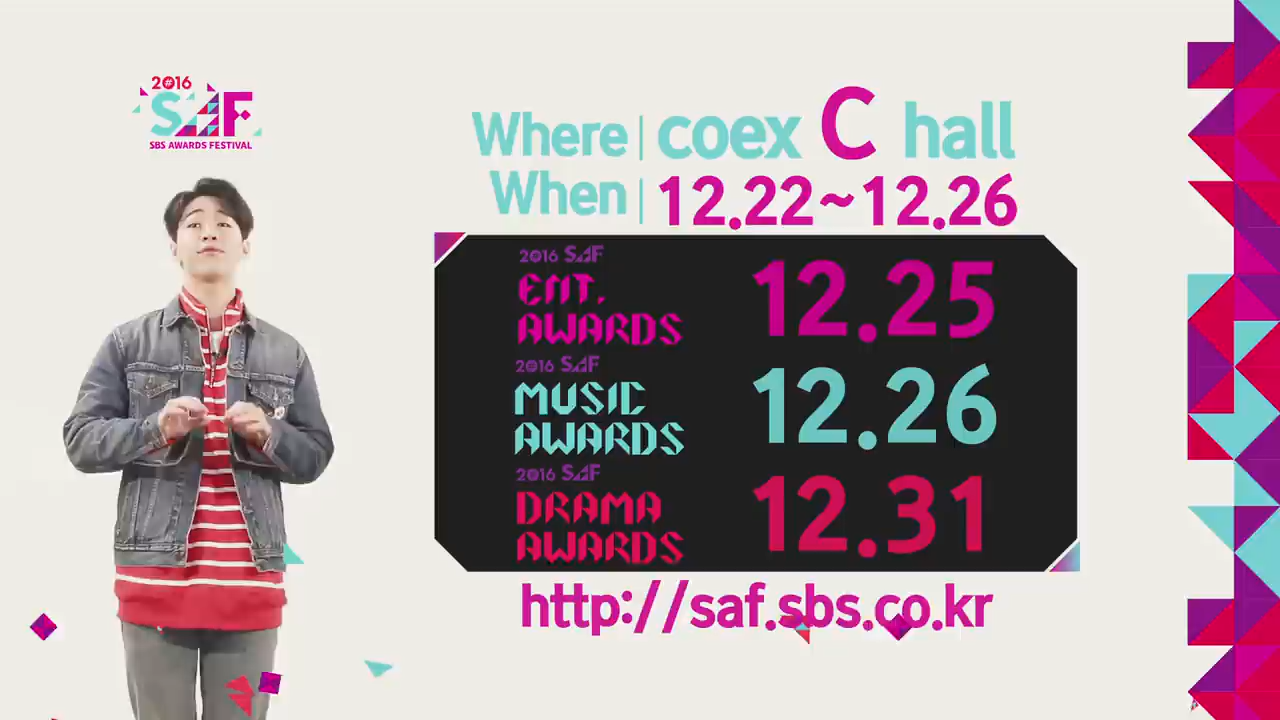 2016
SAF
SBS AWARDS FESTIVAL
Where | coex C hall
When | 12.22~12.26
2016 SAF
ENT.
AWARDS
12.25
2016 SAF
MUSIC
AWARDS
12.26
2016 SAF
DRAMA
AWARDS
12.31
http://saf.sbs.co.kr